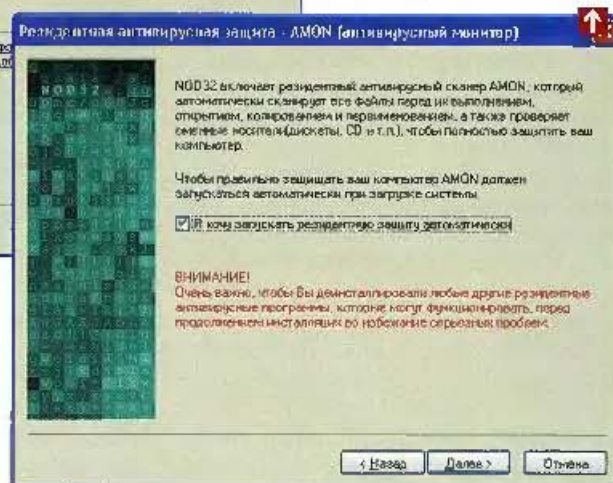 Резидентная антивирусная защита - AMON (антивирусный монитор)
NOD32
NOD32 включает резидентный антивирусный сканер AMON, который
автоматически сканирует все файлы перед их выполнением,
открытием, копированием и переименованием, а также проверяет
сменные носители(дискеты, CD и т.п.), чтобы полностью защитить ваш
компьютер.
Чтобы правильно защищать ваш компьютер AMON должен
запускаться автоматически при загрузке системы
Я хочу запускать резидентную защиту автоматически
ВНИМАНИЕ!
Очень важно, чтобы Вы деинсталлировали любые другие резидентные
антивирусные программы, которые могут функционировать, перед
продолжением инсталляции во избежание серьезных проблем.
< Назад
Далее >
Отмена